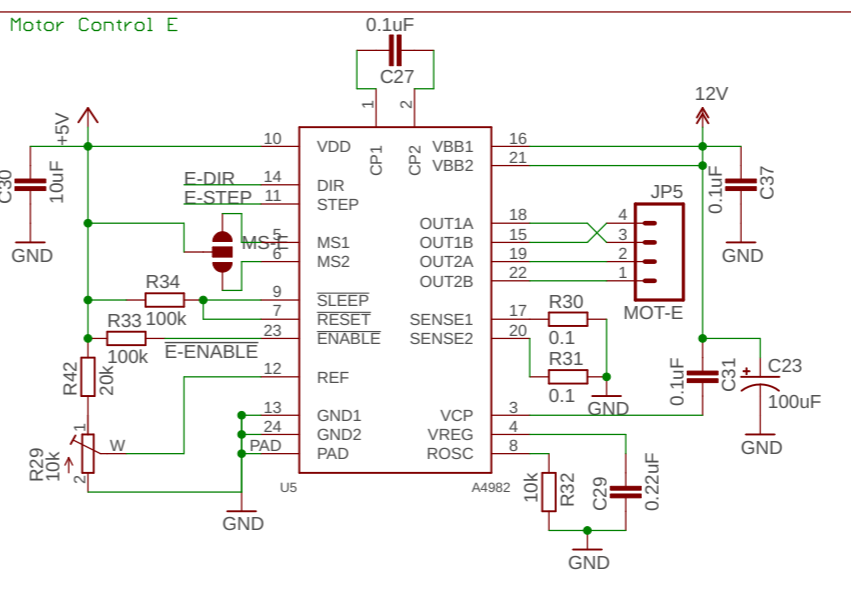 Motor Control E
0.1uF
C27
1
2
+5V
12V
10
VDD
CP1
CP2
VBB1
16
VBB2
21
C30
10uF
GND
E-DIR
14
DIR
E-STEP
11
STEP
MS-E
5
MS1
6
MS2
0.1uF
C37
GND
JP5
OUT1A
18
4
OUT1B
15
3
OUT2A
19
2
OUT2B
22
1
MOT-E
R34
100k
9
SLEEP
7
RESET
R33
100k
E-ENABLE
23
ENABLE
SENSE1
17
R30
0.1
SENSE2
20
R31
0.1
GND
R42
20k
12
REF
0.1uF
C31
C23
100uF
GND
R29
10k
1
W
2
13
GND1
24
GND2
PAD
PAD
GND
VCP
3
VREG
4
ROSC
8
U5
A4982
10k
R32
C29
0.22uF
GND